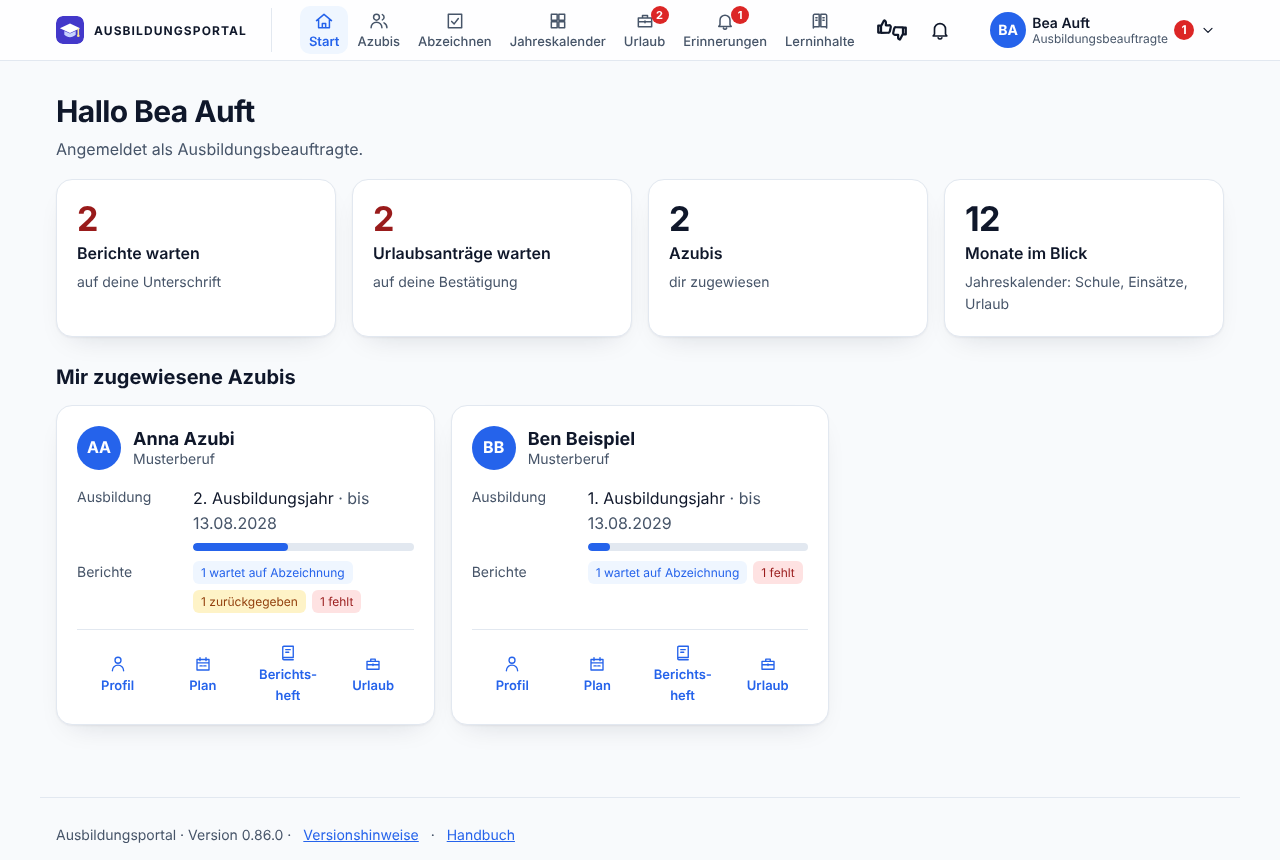 AUSBILDUNGSPORTAL
Start
Azubis
Abzeichnen
Jahreskalender
2
Urlaub
1
Erinnerungen
Lerninhalte
BA
Bea Auft
Ausbildungsbeauftragte
1
Hallo Bea Auft
Angemeldet als Ausbildungsbeauftragte.
2
Berichte warten
auf deine Unterschrift
2
Urlaubsanträge warten
auf deine Bestätigung
2
Azubis
dir zugewiesen
12
Monate im Blick
Jahreskalender: Schule, Einsätze,
Urlaub
Mir zugewiesene Azubis
AA
Anna Azubi
Musterberuf
Ausbildung
2. Ausbildungsjahr · bis
13.08.2028
Berichte
1 wartet auf Abzeichnung
1 zurückgegeben
1 fehlt
Profil
Plan
Berichts-
heft
Urlaub
BB
Ben Beispiel
Musterberuf
Ausbildung
1. Ausbildungsjahr · bis
13.08.2029
Berichte
1 wartet auf Abzeichnung
1 fehlt
Profil
Plan
Berichts-
heft
Urlaub
Ausbildungsportal · Version 0.86.0 · Versionshinweise · Handbuch